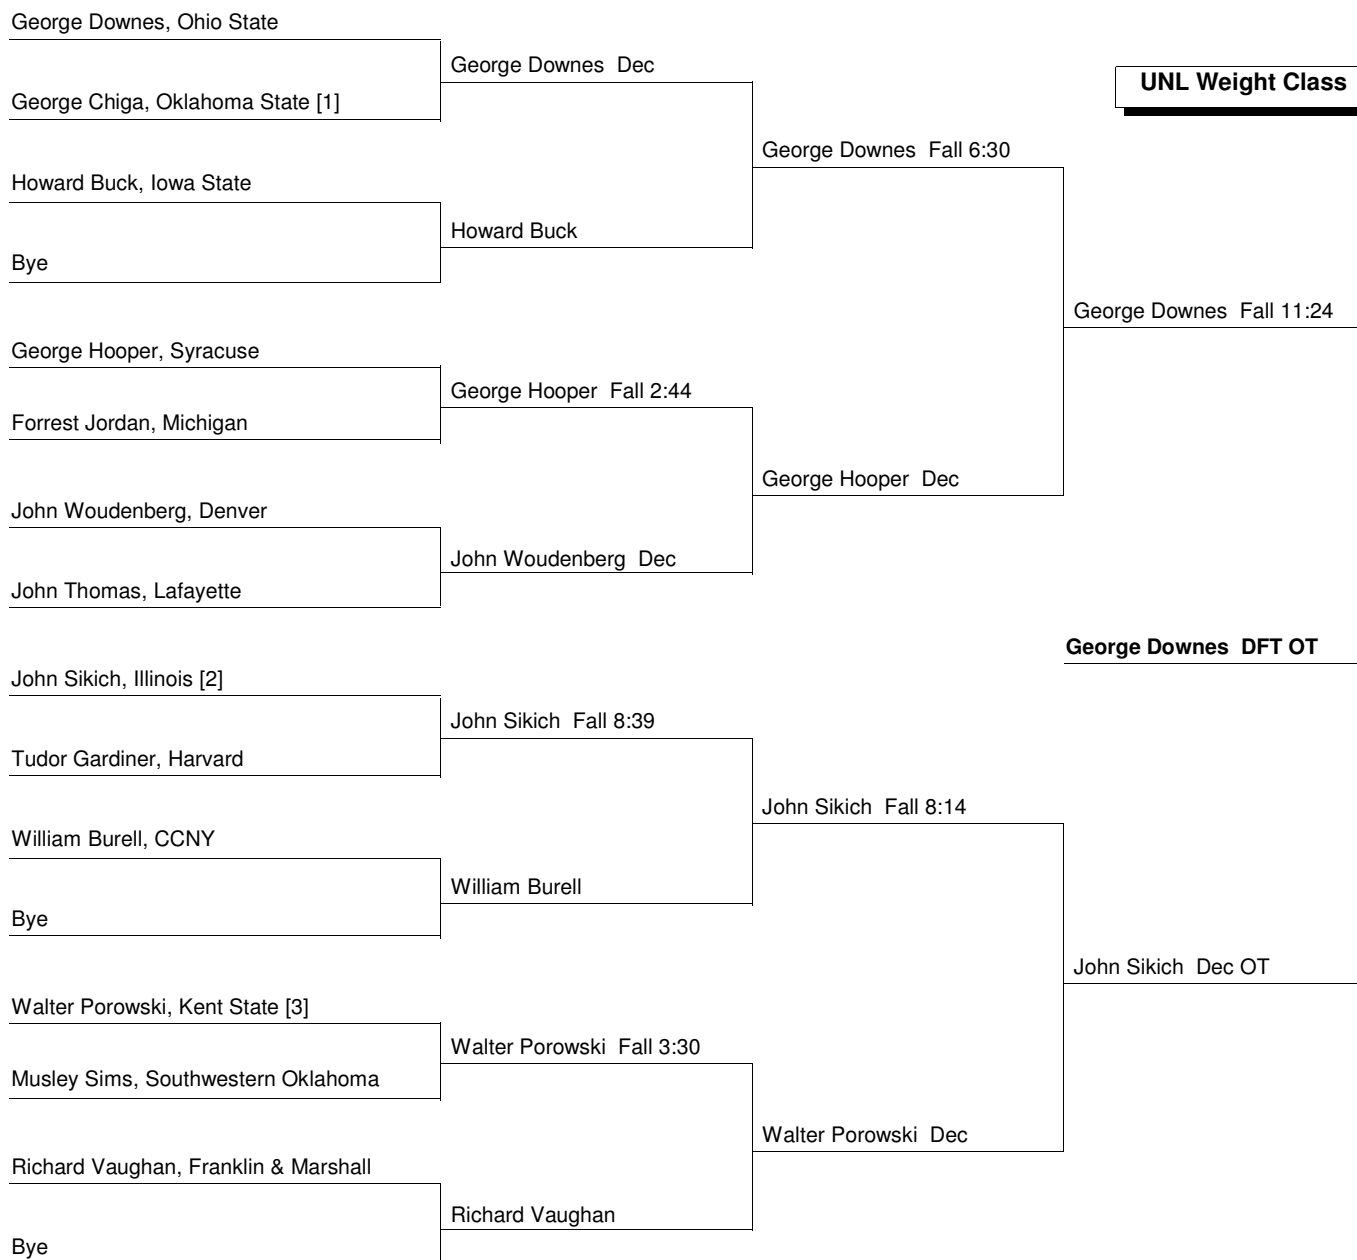 George Downes, Ohio State
George Downes  Dec
UNL Weight Class
George Chiga, Oklahoma State [1]
George Downes  Fall 6:30
Howard Buck, Iowa State
Howard Buck
Bye
George Downes  Fall 11:24
George Hooper, Syracuse
George Hooper  Fall 2:44
Forrest Jordan, Michigan
George Hooper  Dec
John Woudenberg, Denver
John Woudenberg  Dec
John Thomas, Lafayette
George Downes  DFT OT
John Sikich, Illinois [2]
John Sikich  Fall 8:39
Tudor Gardiner, Harvard
John Sikich  Fall 8:14
William Burell, CCNY
William Burell
Bye
John Sikich  Dec OT
Walter Porowski, Kent State [3]
Walter Porowski  Fall 3:30
Musley Sims, Southwestern Oklahoma
Walter Porowski  Dec
Richard Vaughan, Franklin & Marshall
Richard Vaughan
Bye